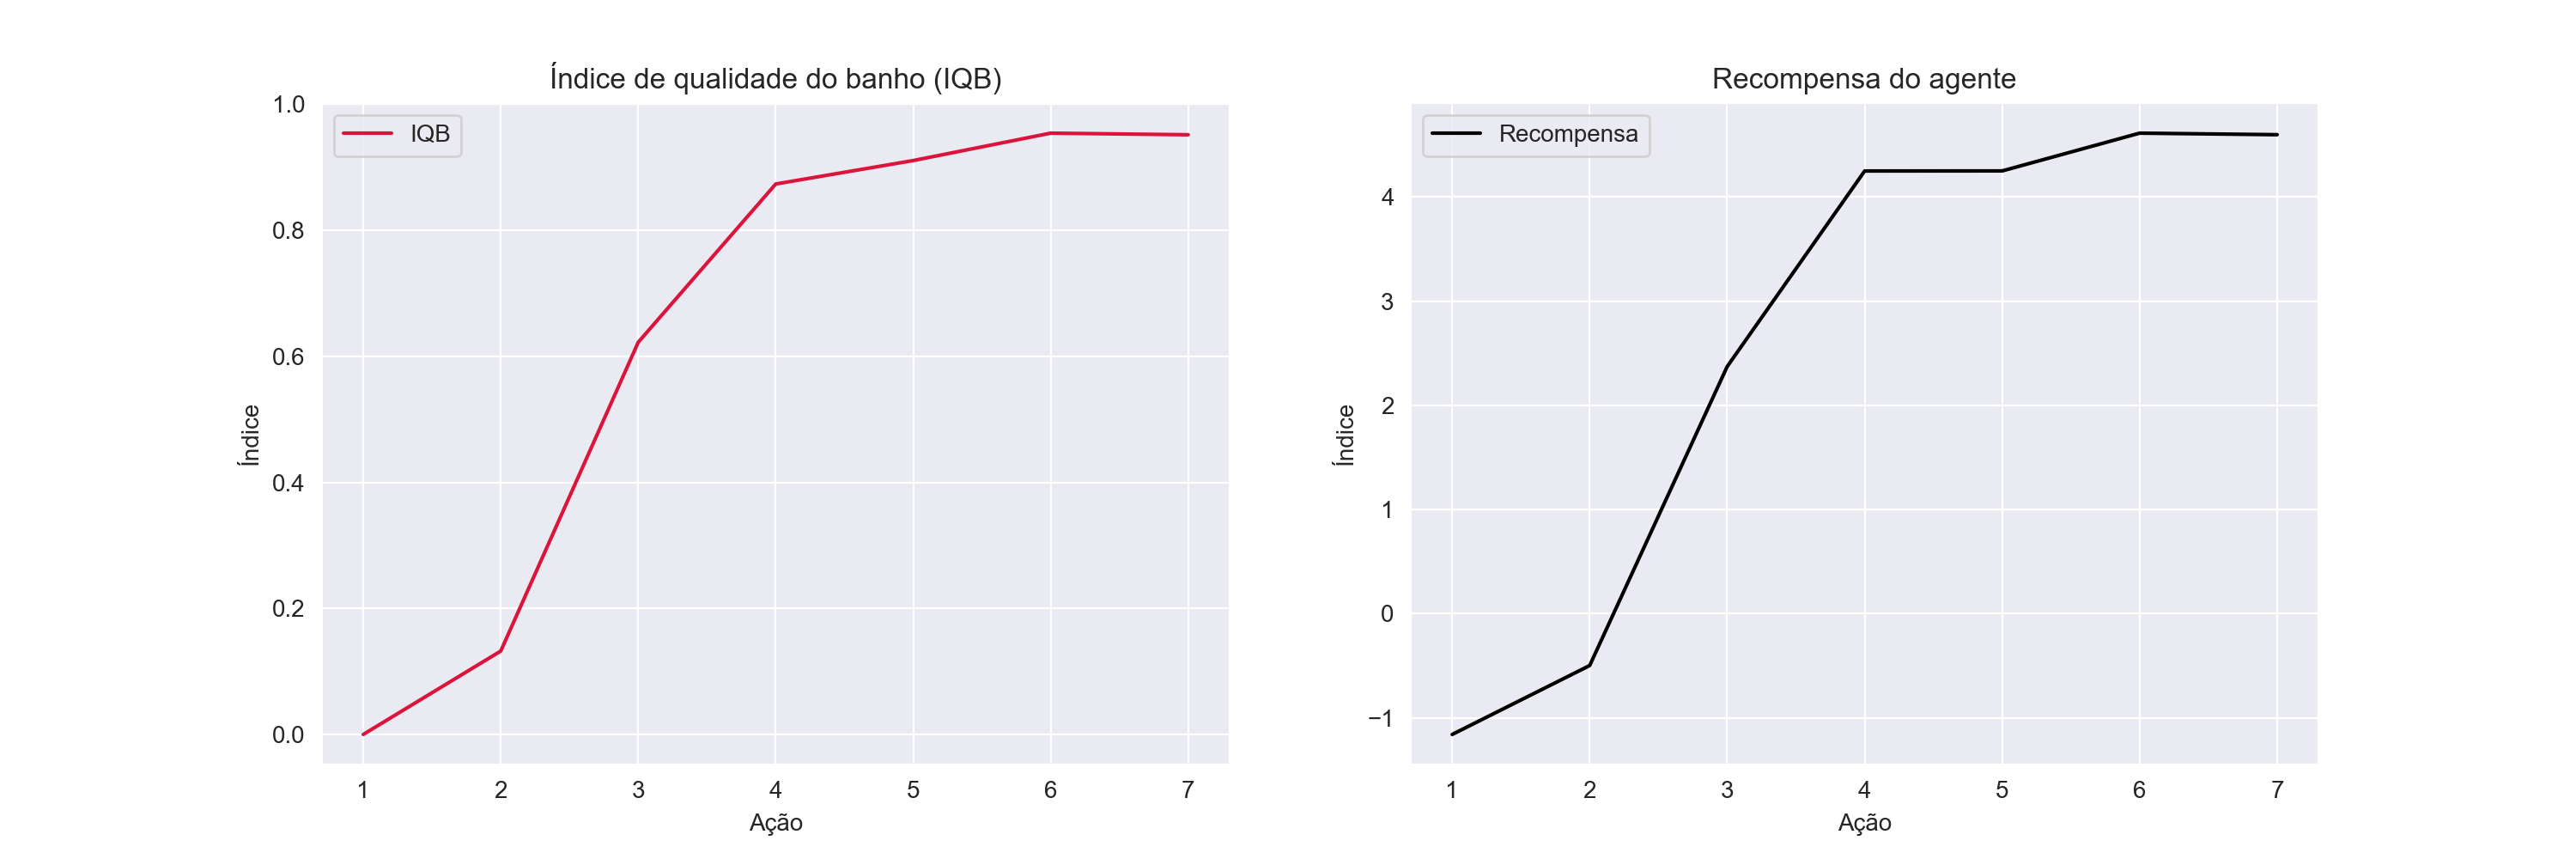 Índice de qualidade do banho (IQB)
IQB
1.0
0.8
0.6
0.4
0.2
0.0
Índice
1 2 3 4 5 6 7
Ação
Recompensa do agente
Recompensa
4
3
2
1
0
−1
Índice
1 2 3 4 5 6 7
Ação